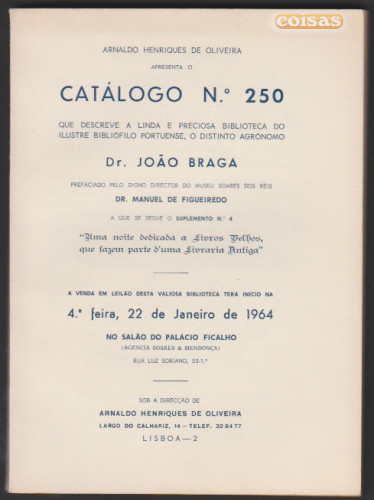 coisas
ARNALDO HENRIQUES DE OLIVEIRA
APRESENTA O
CATÁLOGO N.º 250
QUE DESCREVE A LINDA E PRECIOSA BIBLIOTECA DO
ILUSTRE BIBLIÓFILO PORTUENSE, O DISTINTO AGRÓNOMO
Dr. JOÃO BRAGA
PREFACIADO PELO DIGNO DIRECTOR DO MUSEU SOARES DOS REIS
DR. MANUEL DE FIGUEIREDO
A QUE SE SEGUE O SUPLEMENTO N.º 4
"Uma noite dedicada a Livros Velhos,
que fazem parte d'uma Livraria Antiga"
A VENDA EM LEILÃO DESTA VALIOSA BIBLIOTECA TERÁ INICIO NA
4.ª feira, 22 de Janeiro de 1964
NO SALÃO DO PALÁCIO FICALHO
(AGENCIA SOARES & MENDONÇA)
RUA LUZ SORIANO, 53-1.º
SOB A DIRECÇÃO DE
ARNALDO HENRIQUES DE OLIVEIRA
LARGO DO CALHARIZ, 14 — TELEF. 32 84 77
LISBOA — 2